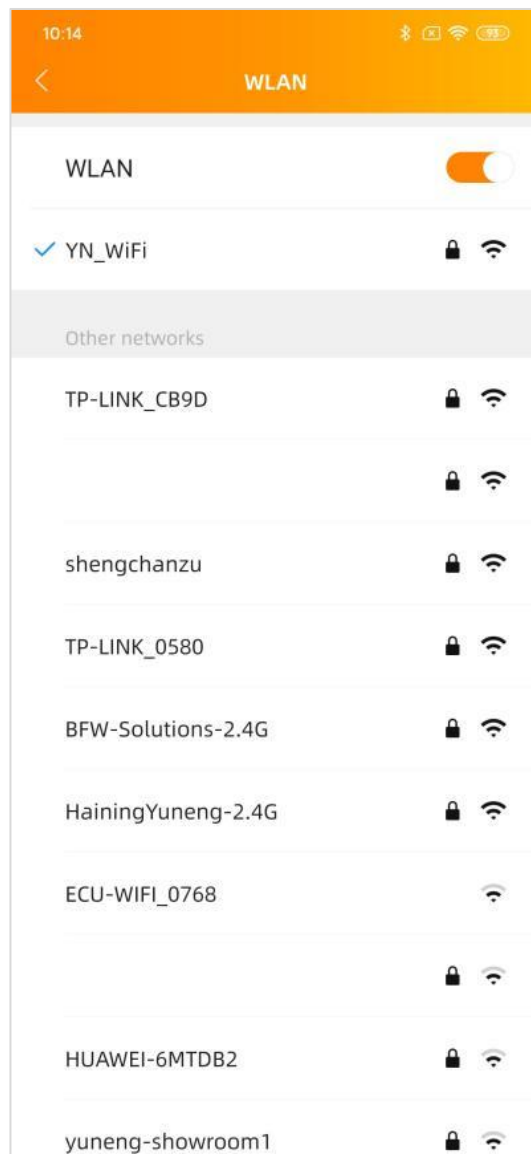 10:14
93
WLAN
WLAN
YN_WiFi
Other networks
TP-LINK_CB9D
shengchanzu
TP-LINK_0580
BFW-Solutions-2.4G
HainingYuneng-2.4G
ECU-WIFI_0768
HUAWEI-6MTDB2
yuneng-showroom1